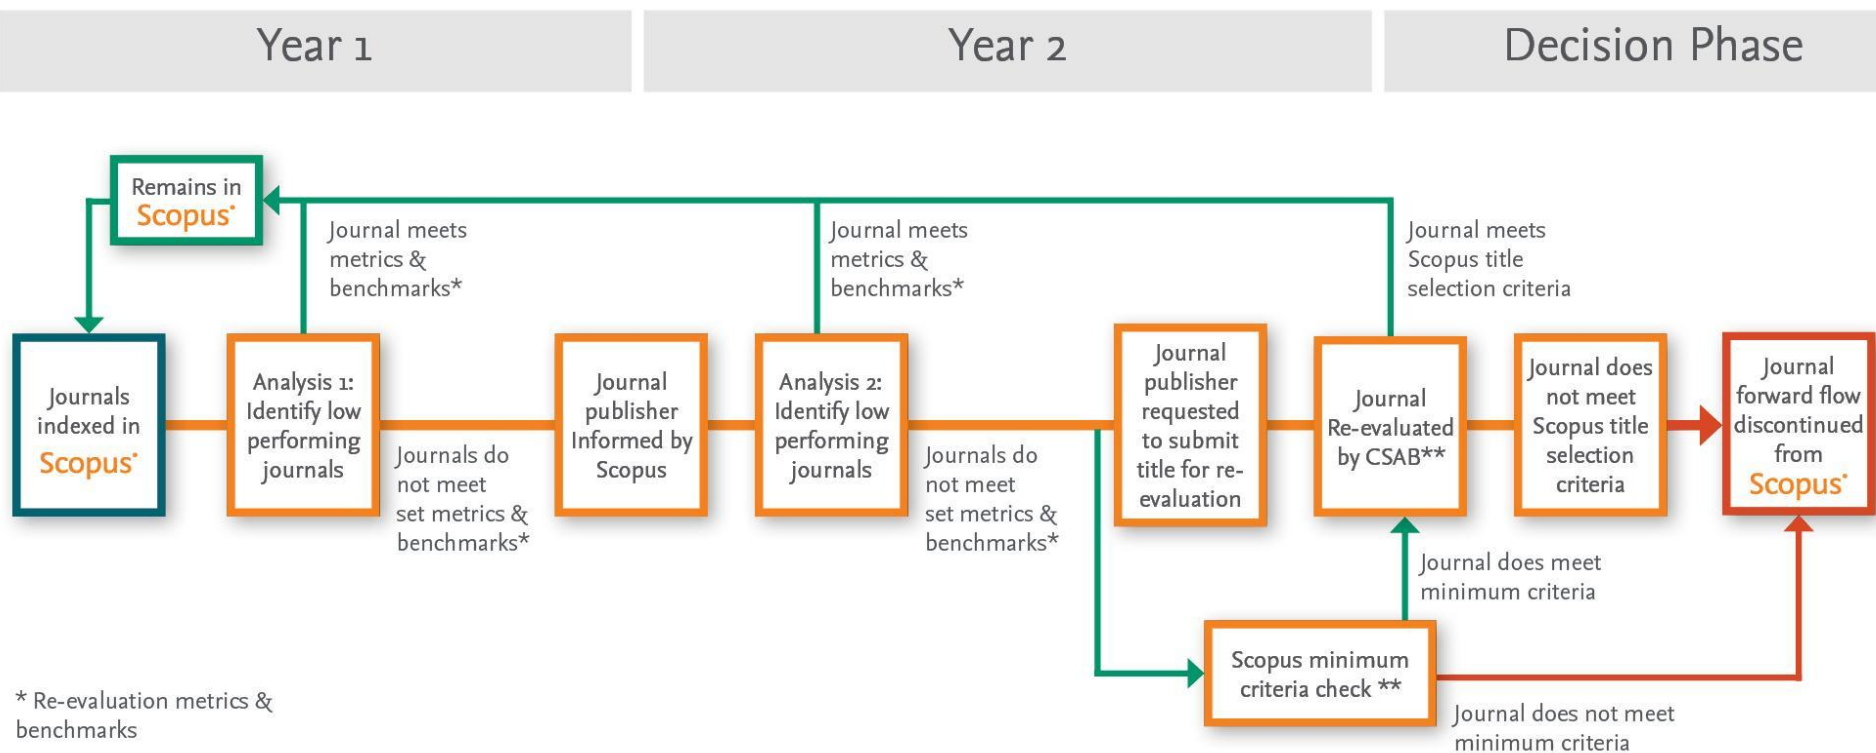 Year 1
Year 2
Decision Phase
Remains in
Scopus®
Journal meets
metrics &
benchmarks*
Journal meets
metrics &
benchmarks*
Journal meets
Scopus title
selection criteria
Journals
indexed in
Scopus®
Analysis 1:
Identify low
performing
journals
Journals do
not meet
set metrics &
benchmarks*
Journal
publisher
Informed by
Scopus
Analysis 2:
Identify low
performing
journals
Journals do
not meet
set metrics &
benchmarks*
Journal
publisher
requested
to submit
title for re-
evaluation
Journal
Re-evaluated
by CSAB**
Journal does
not meet
Scopus title
selection
criteria
Journal
forward flow
discontinued
from
Scopus®
Journal does meet
minimum criteria
Scopus minimum
criteria check **
Journal does not meet
minimum criteria
* Re-evaluation metrics &
benchmarks